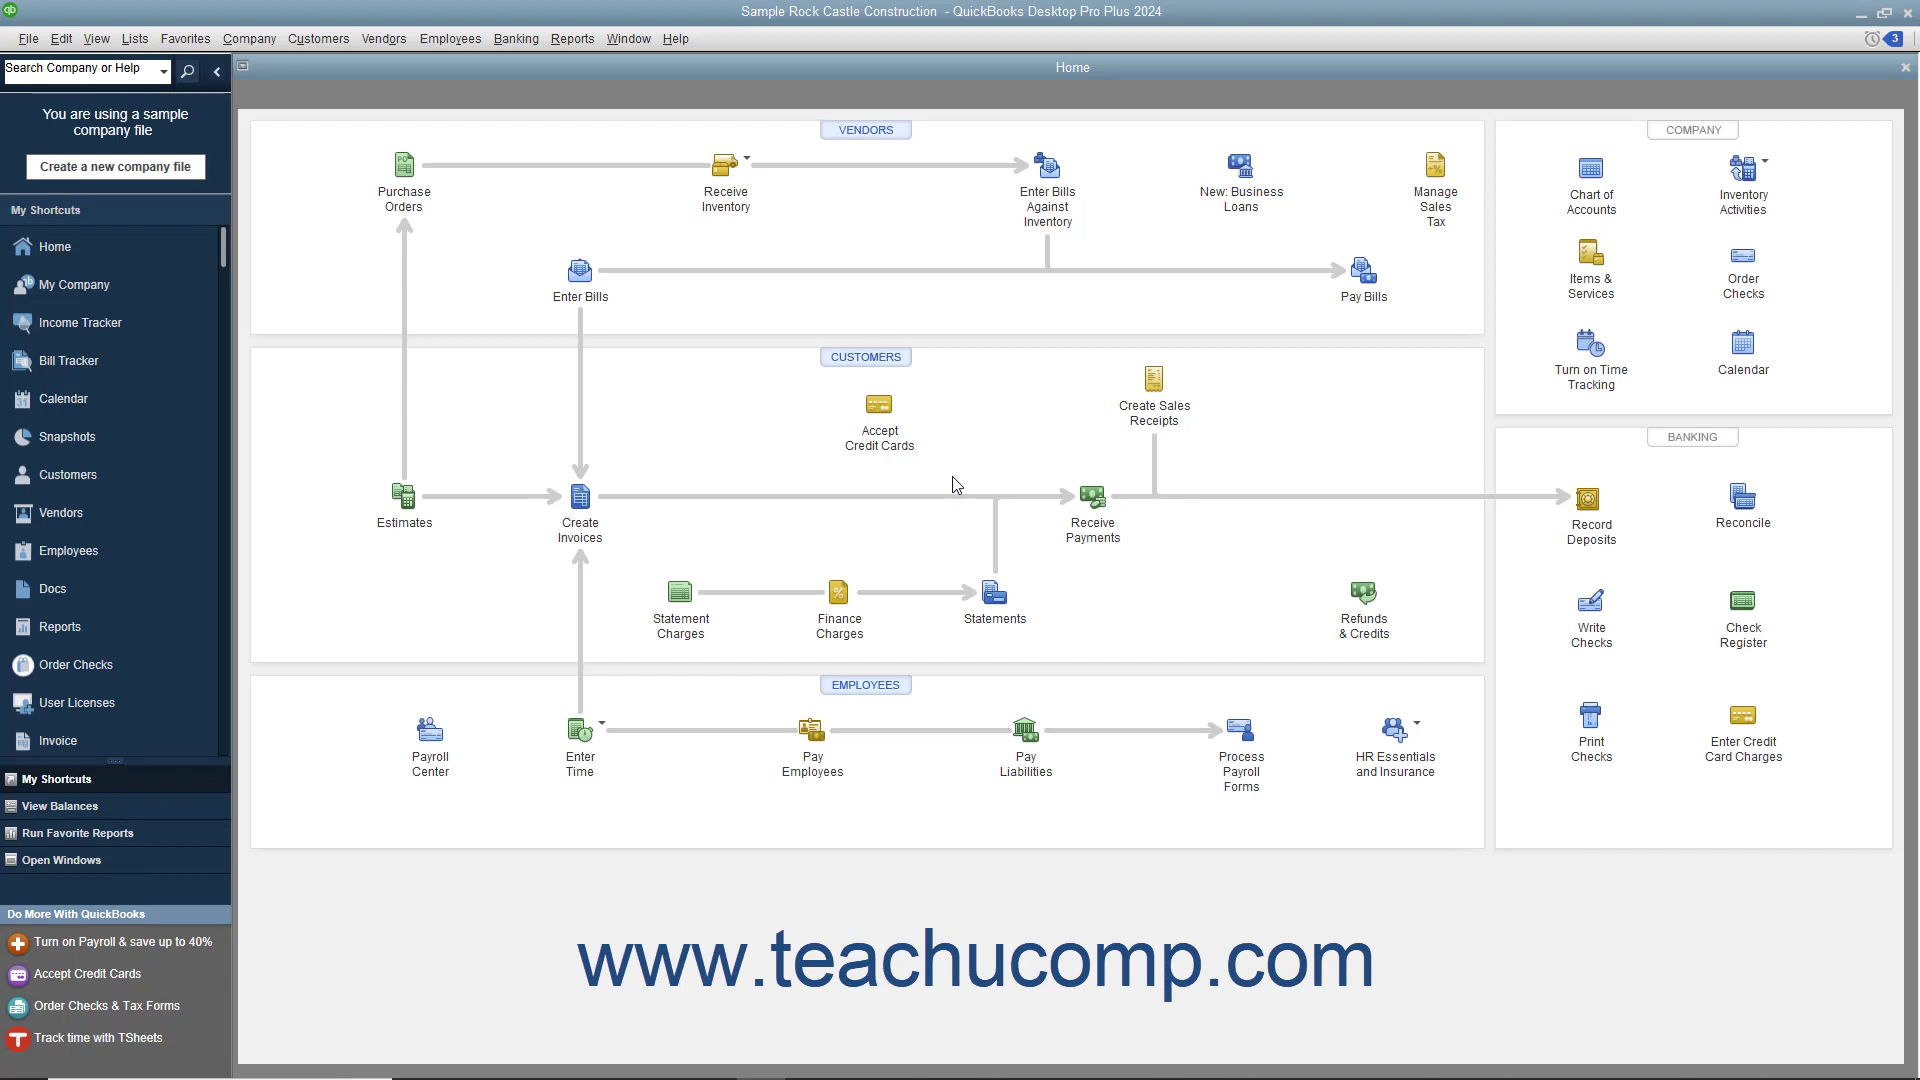 Sample Rock Castle Construction  - QuickBooks Desktop Pro Plus 2024
File Edit View Lists Favorites Company Customers Vendors Employees Banking Reports Window Help
3
Search Company or Help
Home
You are using a sample
company file
Create a new company file
My Shortcuts
Home
My Company
Income Tracker
Bill Tracker
Calendar
Snapshots
Customers
Vendors
Employees
Docs
Reports
Order Checks
User Licenses
Invoice
My Shortcuts
View Balances
Run Favorite Reports
Open Windows
Do More With QuickBooks
Turn on Payroll & save up to 40%
Accept Credit Cards
Order Checks & Tax Forms
Track time with TSheets
VENDORS
Purchase
Orders
Receive
Inventory
Enter Bills
Against
Inventory
New: Business
Loans
Manage
Sales
Tax
Enter Bills
Pay Bills
CUSTOMERS
Accept
Credit Cards
Create Sales
Receipts
Estimates
Create
Invoices
Receive
Payments
Statement
Charges
Finance
Charges
Statements
Refunds
& Credits
EMPLOYEES
Payroll
Center
Enter
Time
Pay
Employees
Pay
Liabilities
Process
Payroll
Forms
HR Essentials
and Insurance
COMPANY
Chart of
Accounts
Inventory
Activities
Items &
Services
Order
Checks
Turn on Time
Tracking
Calendar
BANKING
Record
Deposits
Reconcile
Write
Checks
Check
Register
Print
Checks
Enter Credit
Card Charges
www.teachucomp.com